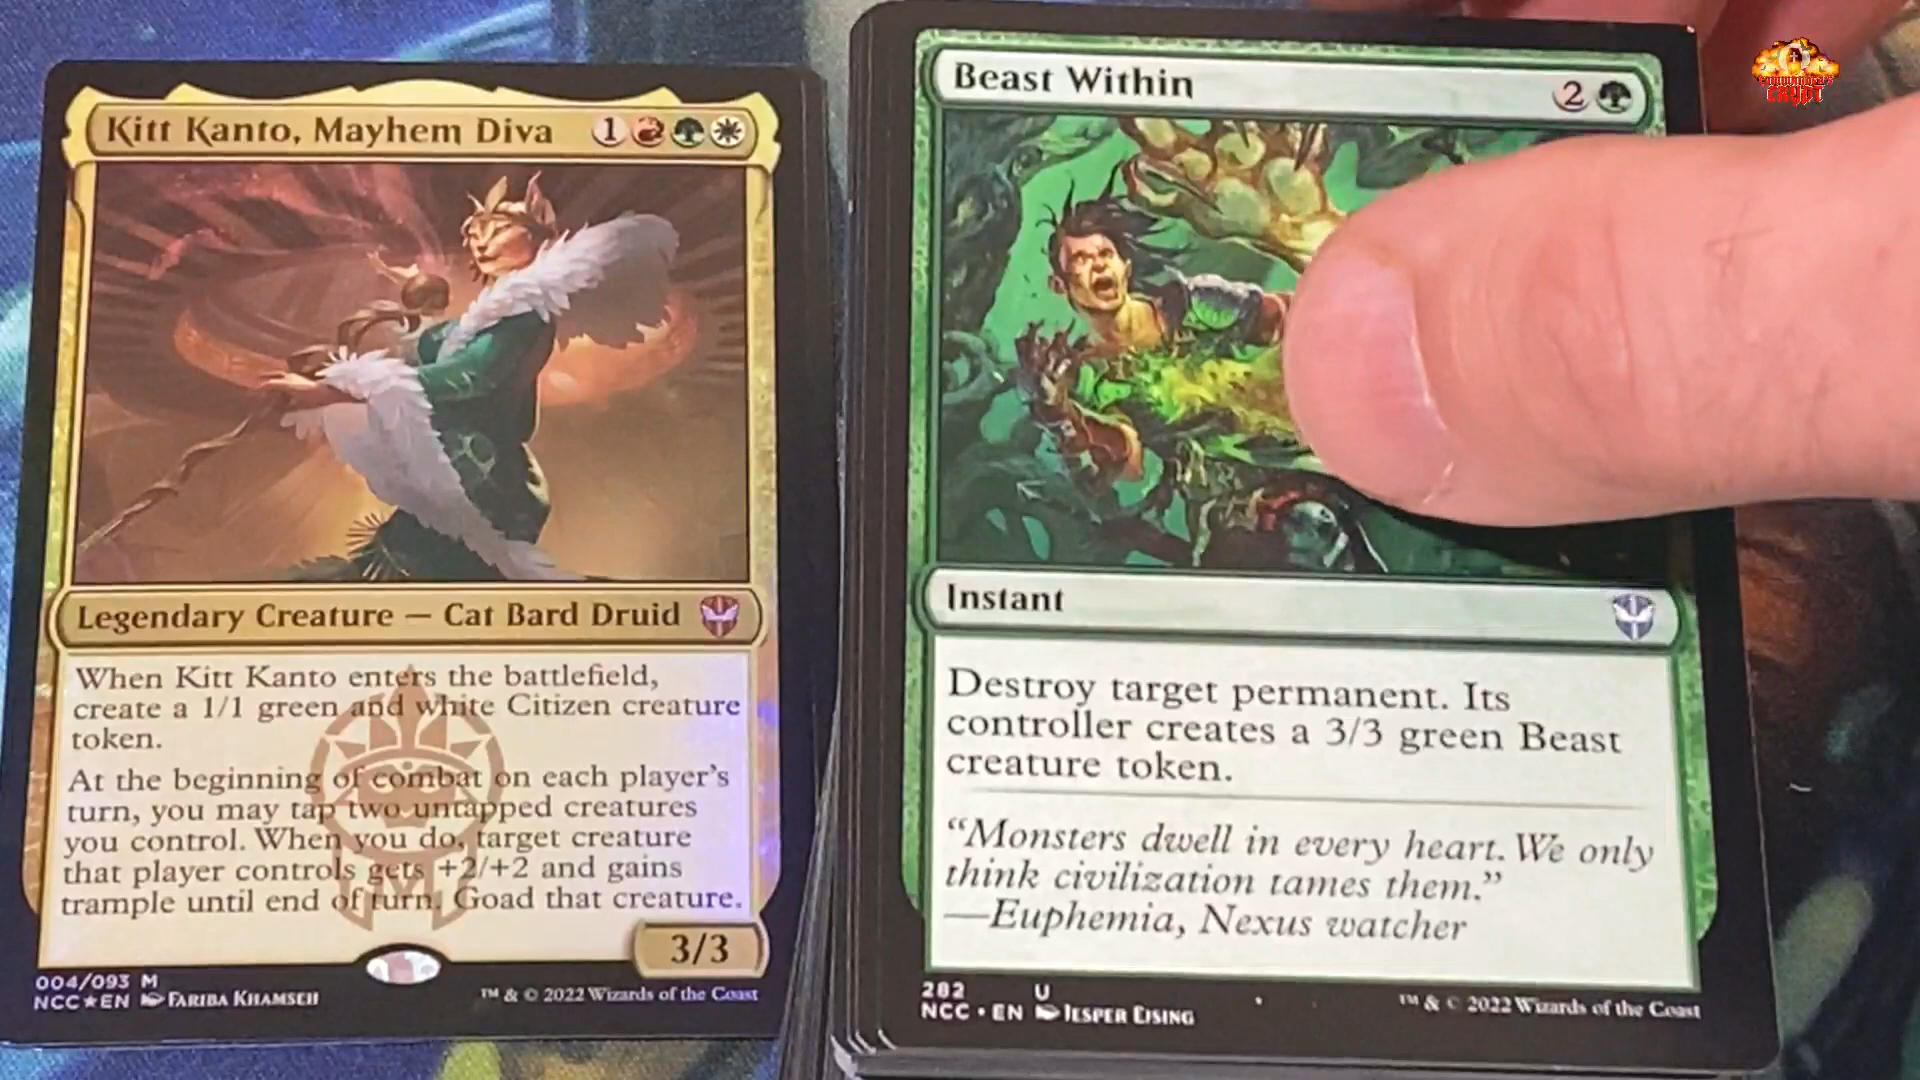 Kitt Kanto, Mayhem Diva 1
Legendary Creature — Cat Bard Druid
When Kitt Kanto enters the battlefield,
create a 1/1 green and white Citizen creature
token.
At the beginning of combat on each player's
turn, you may tap two untapped creatures
you control. When you do, target creature
that player controls gets +2/+2 and gains
trample until end of turn. Goad that creature.
3/3
004/093 M
NCC★EN FARIBA KHAMSEH
™ & © 2022 Wizards of the Coast
Beast Within 2
Instant
Destroy target permanent. Its
controller creates a 3/3 green Beast
creature token.
“Monsters dwell in every heart. We only
think civilization tames them.”
—Euphemia, Nexus watcher
282 U
NCC • EN JESPER EJSING
™ & © 2022 Wizards of the Coast
CRYPT